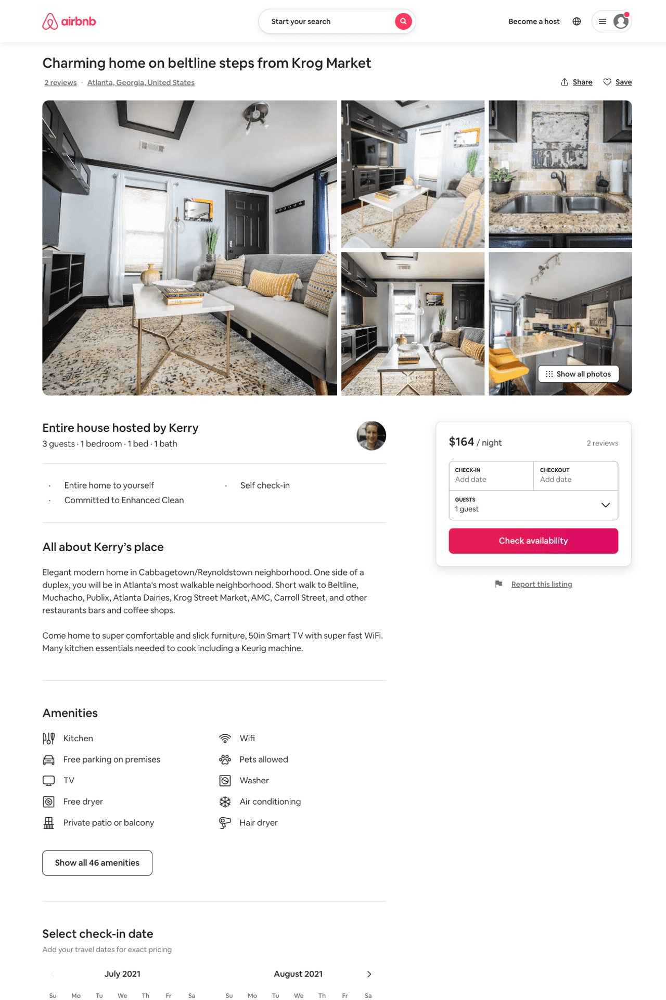 airbnb
Start your search
Become a host
Charming home on beltline steps from Krog Market
2 reviews · Atlanta, Georgia, United States
Share
Save
Show all photos
Entire house hosted by Kerry
3 guests · 1 bedroom · 1 bed · 1 bath
· Entire home to yourself
· Self check-in
· Committed to Enhanced Clean
All about Kerry’s place
Elegant modern home in Cabbagetown/Reynoldstown neighborhood. One side of a
duplex, you will be in Atlanta's most walkable neighborhood. Short walk to Beltline,
Muchacho, Publix, Atlanta Dairies, Krog Street Market, AMC, Carroll Street, and other
restaurants bars and coffee shops.
Come home to super comfortable and slick furniture, 50in Smart TV with super fast WiFi.
Many kitchen essentials needed to cook including a Keurig machine.
$164 / night
2 reviews
CHECK-IN
Add date
CHECKOUT
Add date
GUESTS
1 guest
Check availability
Report this listing
Amenities
Kitchen
Wifi
Free parking on premises
Pets allowed
TV
Washer
Free dryer
Air conditioning
Private patio or balcony
Hair dryer
Show all 46 amenities
Select check-in date
Add your travel dates for exact pricing
July 2021
August 2021
Su Mo Tu We Th Fr Sa
Su Mo Tu We Th Fr Sa